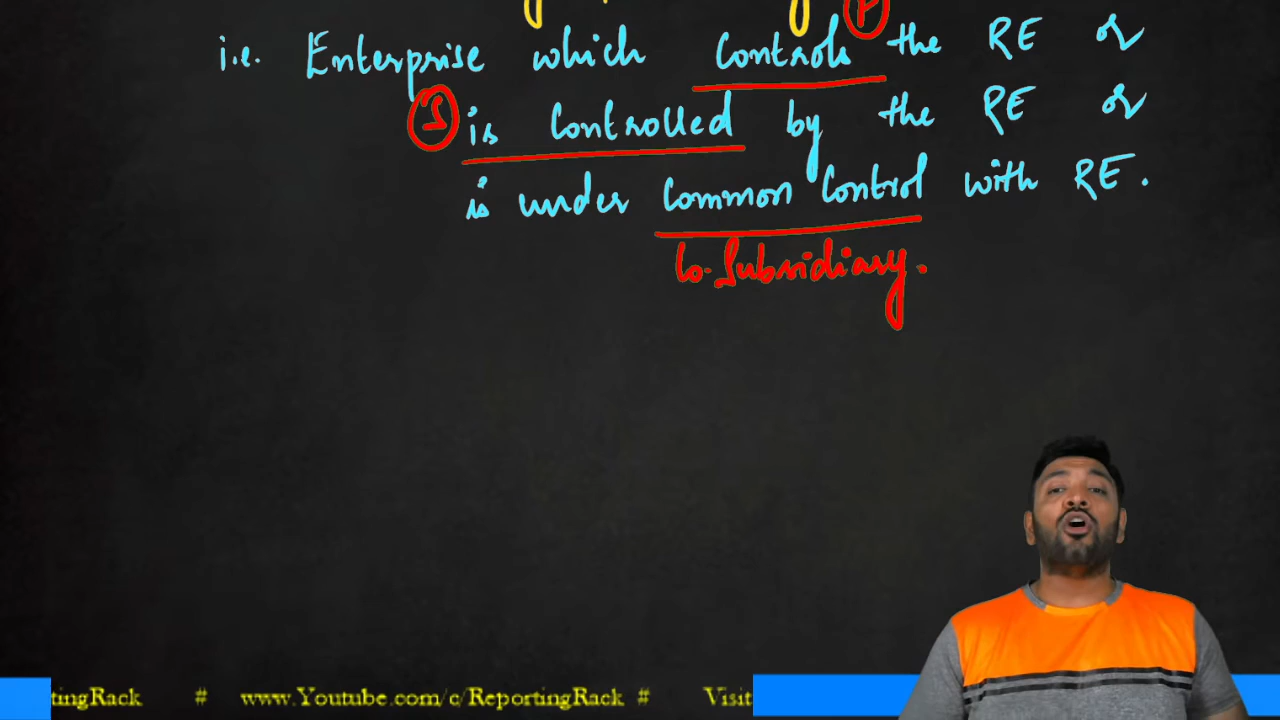 P
i.e. Enterprise which controls the RE or
S is controlled by the RE or
is under common control with RE.
Co-Subsidiary.
tingRack # www.Youtube.com/c/ReportingRack # Visit